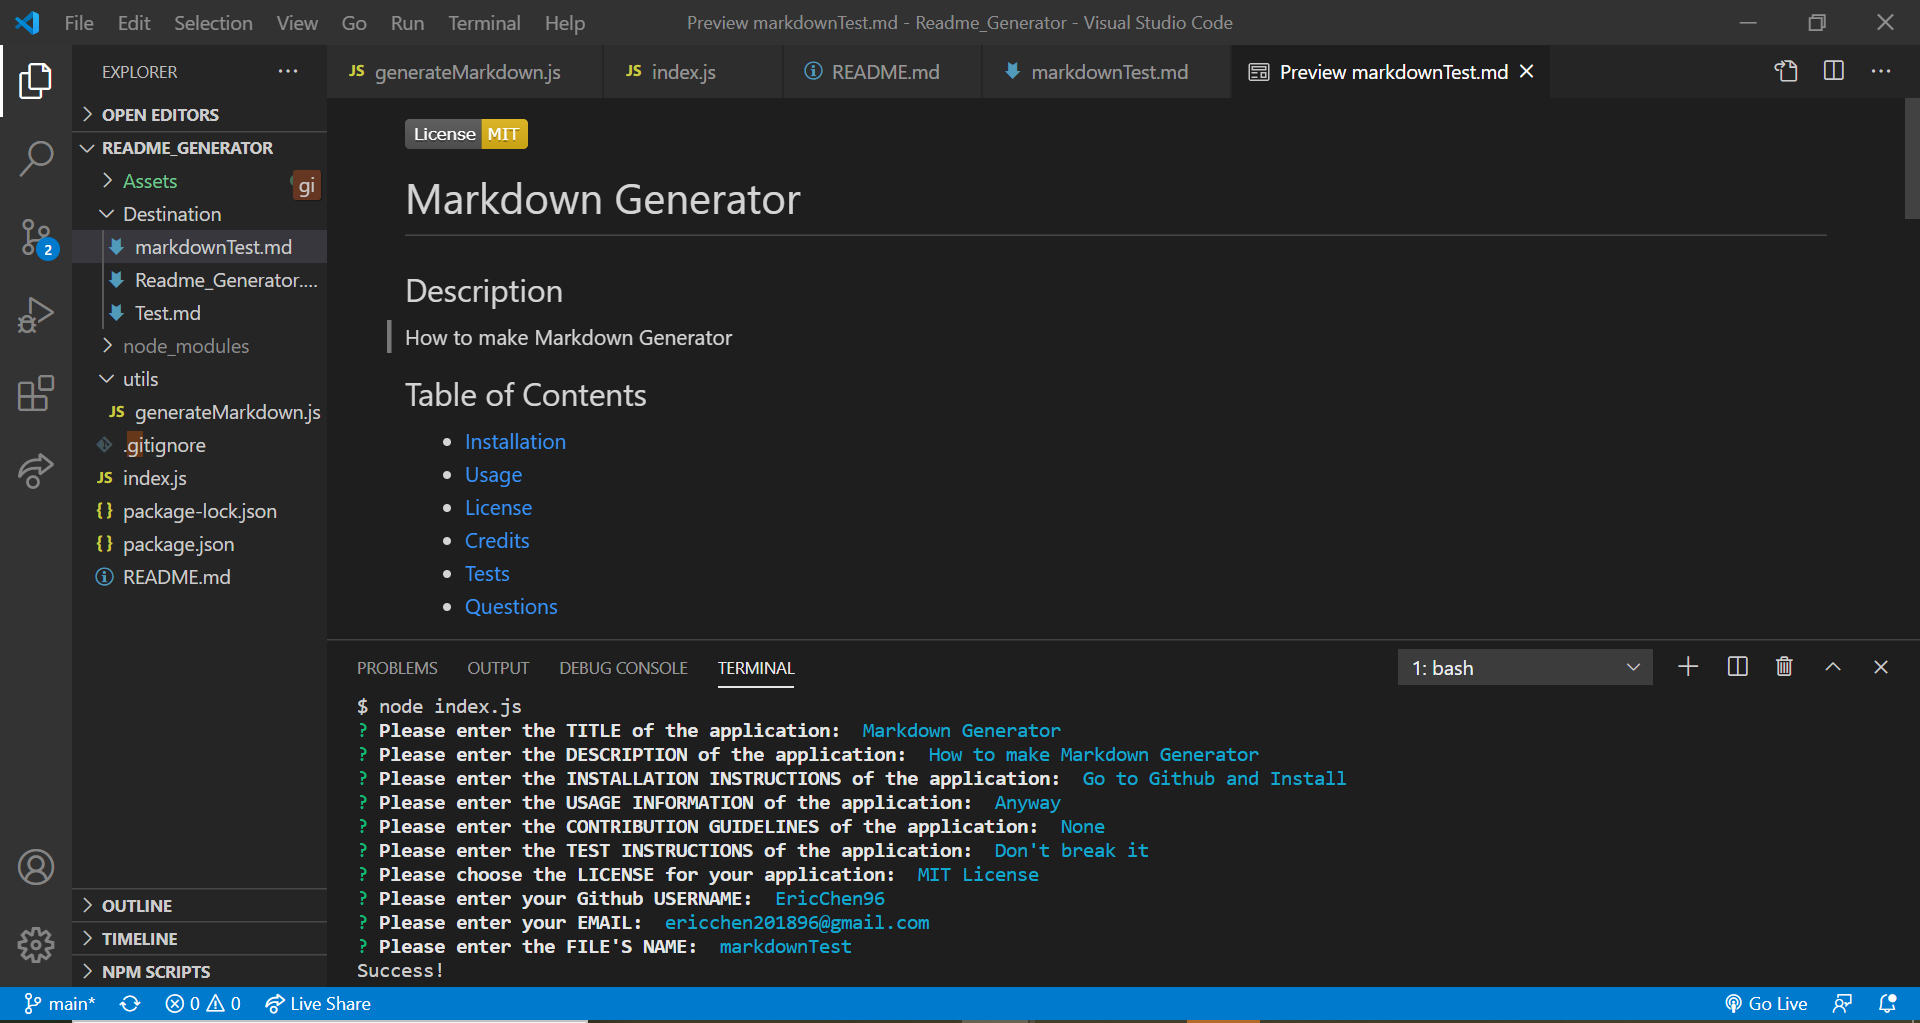 File Edit Selection View Go Run Terminal Help
Preview markdownTest.md - Readme_Generator - Visual Studio Code
EXPLORER
JS generateMarkdown.js
JS index.js
README.md
markdownTest.md
Preview markdownTest.md
OPEN EDITORS
README_GENERATOR
Assets
gi
Destination
markdownTest.md
Readme_Generator....
Test.md
node_modules
utils
JS generateMarkdown.js
.gitignore
JS index.js
{} package-lock.json
{} package.json
README.md
2
OUTLINE
TIMELINE
NPM SCRIPTS
License MIT
Markdown Generator
Description
How to make Markdown Generator
Table of Contents
• Installation
• Usage
• License
• Credits
• Tests
• Questions
PROBLEMS OUTPUT DEBUG CONSOLE TERMINAL
1: bash
$ node index.js
? Please enter the TITLE of the application: Markdown Generator
? Please enter the DESCRIPTION of the application: How to make Markdown Generator
? Please enter the INSTALLATION INSTRUCTIONS of the application: Go to Github and Install
? Please enter the USAGE INFORMATION of the application: Anyway
? Please enter the CONTRIBUTION GUIDELINES of the application: None
? Please enter the TEST INSTRUCTIONS of the application: Don't break it
? Please choose the LICENSE for your application: MIT License
? Please enter your Github USERNAME: EricChen96
? Please enter your EMAIL: ericchen201896@gmail.com
? Please enter the FILE'S NAME: markdownTest
Success!
main* 0 0 Live Share
Go Live